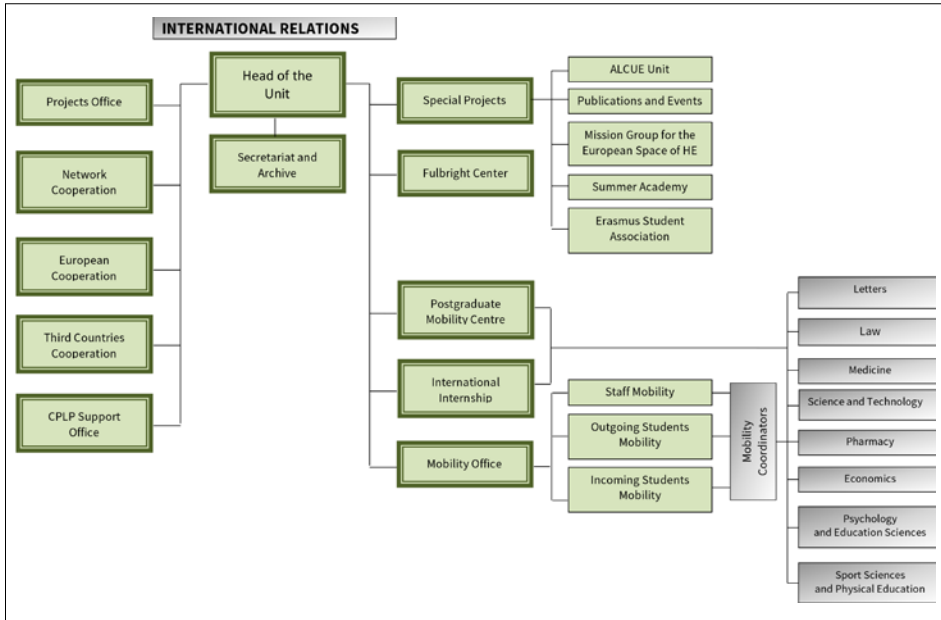 INTERNATIONAL RELATIONS
Head of the
Unit
Secretariat and
Archive
Projects Office
Network
Cooperation
European
Cooperation
Third Countries
Cooperation
CPLP Support
Office
Special Projects
Fulbright Center
Postgraduate
Mobility Centre
International
Internship
Mobility Office
ALCUE Unit
Publications and Events
Mission Group for the
European Space of HE
Summer Academy
Erasmus Student
Association
Staff Mobility
Outgoing Students
Mobility
Incoming Students
Mobility
Mobility
Coordinators
Letters
Law
Medicine
Science and Technology
Pharmacy
Economics
Psychology
and Education Sciences
Sport Sciences
and Physical Education